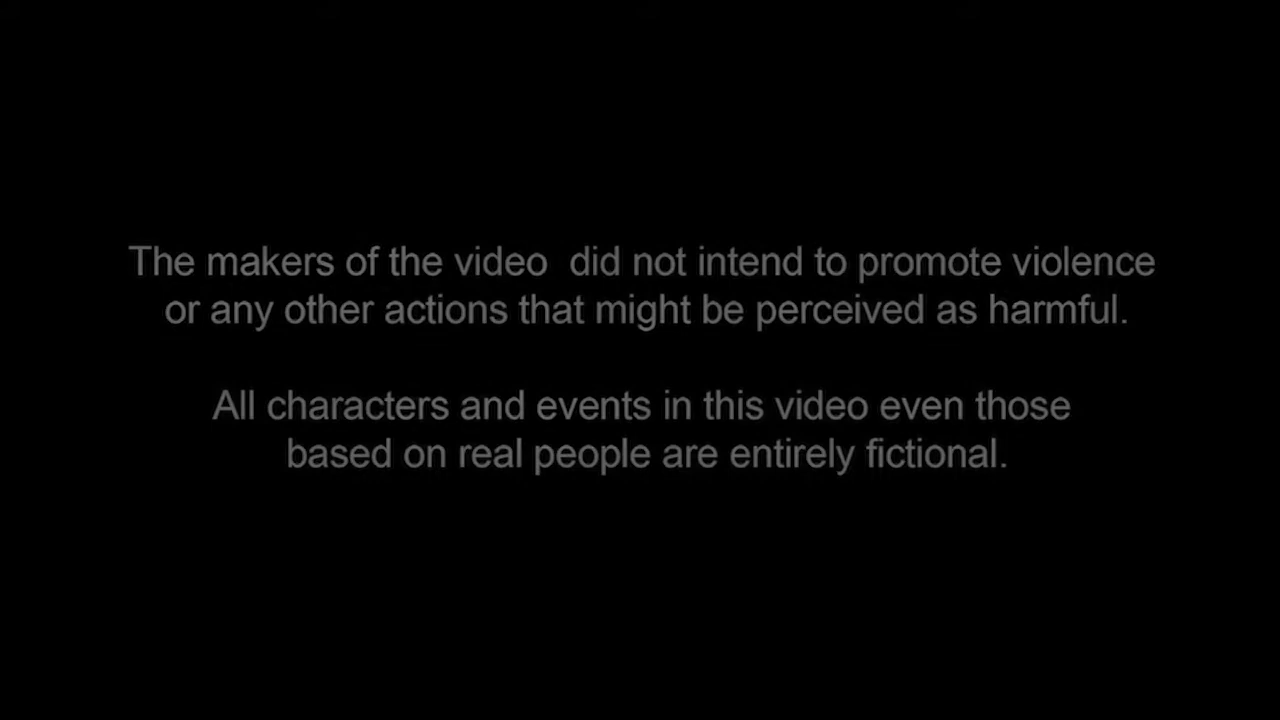 The makers of the video did not intend to promote violence
or any other actions that might be perceived as harmful.
All characters and events in this video even those
based on real people are entirely fictional.